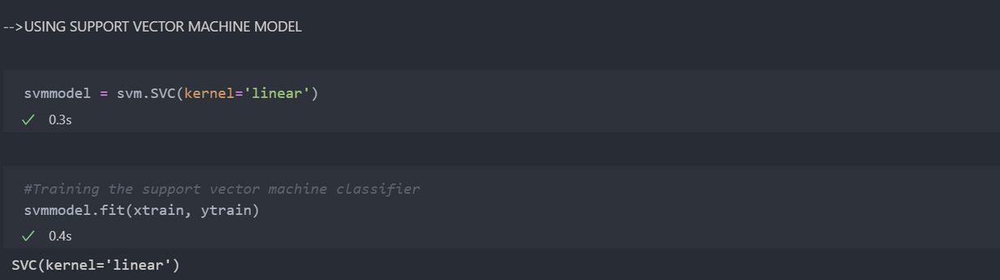 -->USING SUPPORT VECTOR MACHINE MODEL
svmmodel = svm.SVC(kernel='linear')
✓ 0.3s
#Training the support vector machine classifier
svmmodel.fit(xtrain, ytrain)
✓ 0.4s
SVC(kernel='linear')